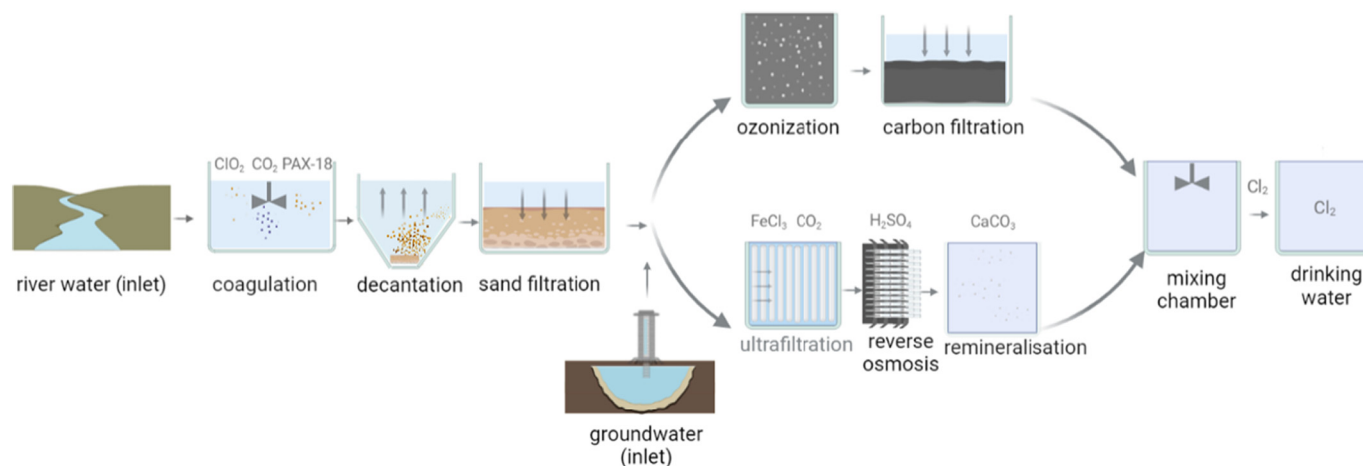 ClO₂ CO₂ PAX-18
river water (inlet)
coagulation
decantation
sand filtration
groundwater
(inlet)
ozonization
carbon filtration
FeCl₃ CO₂
H₂SO₄
CaCO₃
ultrafiltration
reverse
osmosis
remineralisation
mixing
chamber
Cl₂
Cl₂
drinking
water